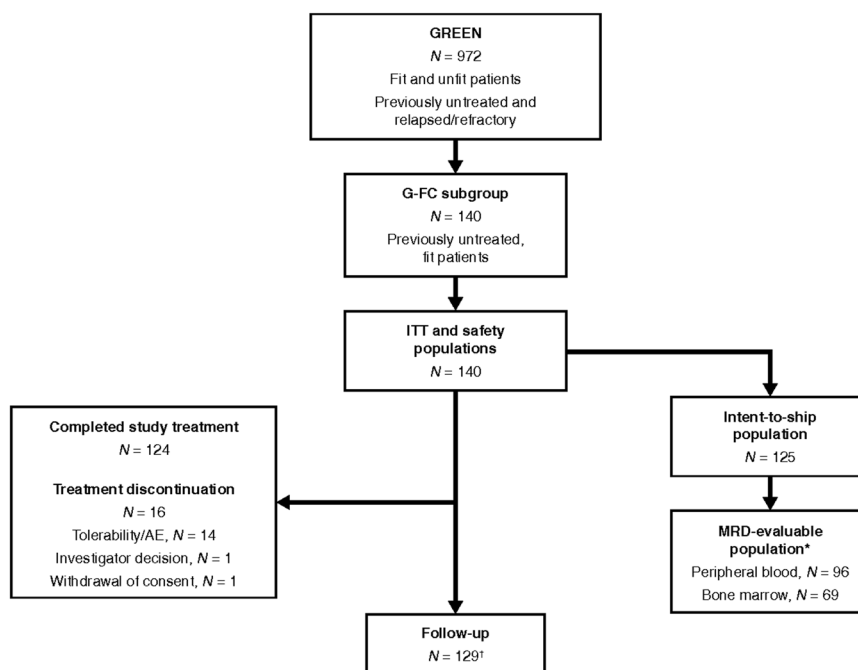 GREEN
N = 972
Fit and unfit patients
Previously untreated and
relapsed/refractory
G-FC subgroup
N = 140
Previously untreated,
fit patients
ITT and safety
populations
N = 140
Completed study treatment
N = 124
Treatment discontinuation
N = 16
Tolerability/AE, N = 14
Investigator decision, N = 1
Withdrawal of consent, N = 1
Intent-to-ship
population
N = 125
MRD-evaluable
population*
Peripheral blood, N = 96
Bone marrow, N = 69
Follow-up
N = 129†